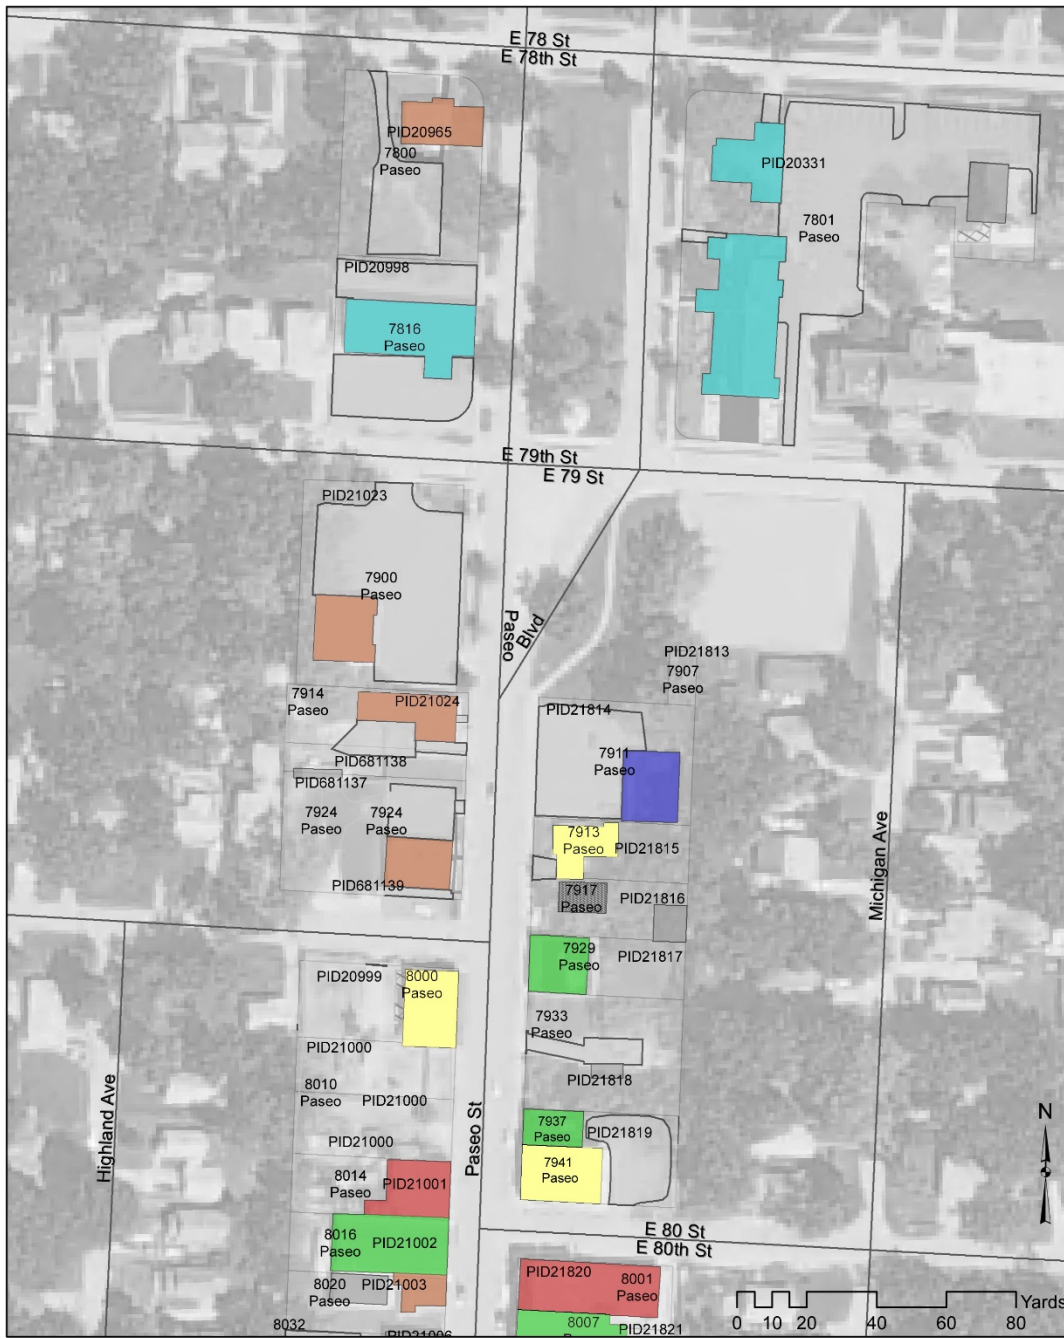 E 78 St
E 78th St
PID20965
7800
Paseo
PID20331
7801
Paseo
PID20998
7816
Paseo
E 79th St
E 79 St
PID21023
7900
Paseo
Paseo
Blvd
PID21813
7907
Paseo
7914
Paseo
PID21024
PID21814
7911
Paseo
PID681138
PID681137
7924
Paseo
7924
Paseo
7913
Paseo
PID21815
PID681139
7917
Paseo
PID21816
Michigan Ave
7929
Paseo
PID21817
PID20999
8000
Paseo
7933
Paseo
PID21000
PID21818
8010
Paseo
PID21000
Highland Ave
Paseo St
7937
Paseo
PID21819
N
PID21000
7941
Paseo
8014
Paseo
PID21001
8016
Paseo
PID21002
E 80 St
E 80th St
8020
Paseo
PID21003
PID21820
8001
Paseo
8032
PID21006
8007
PID21821
Yards
0 10 20 40 60 80